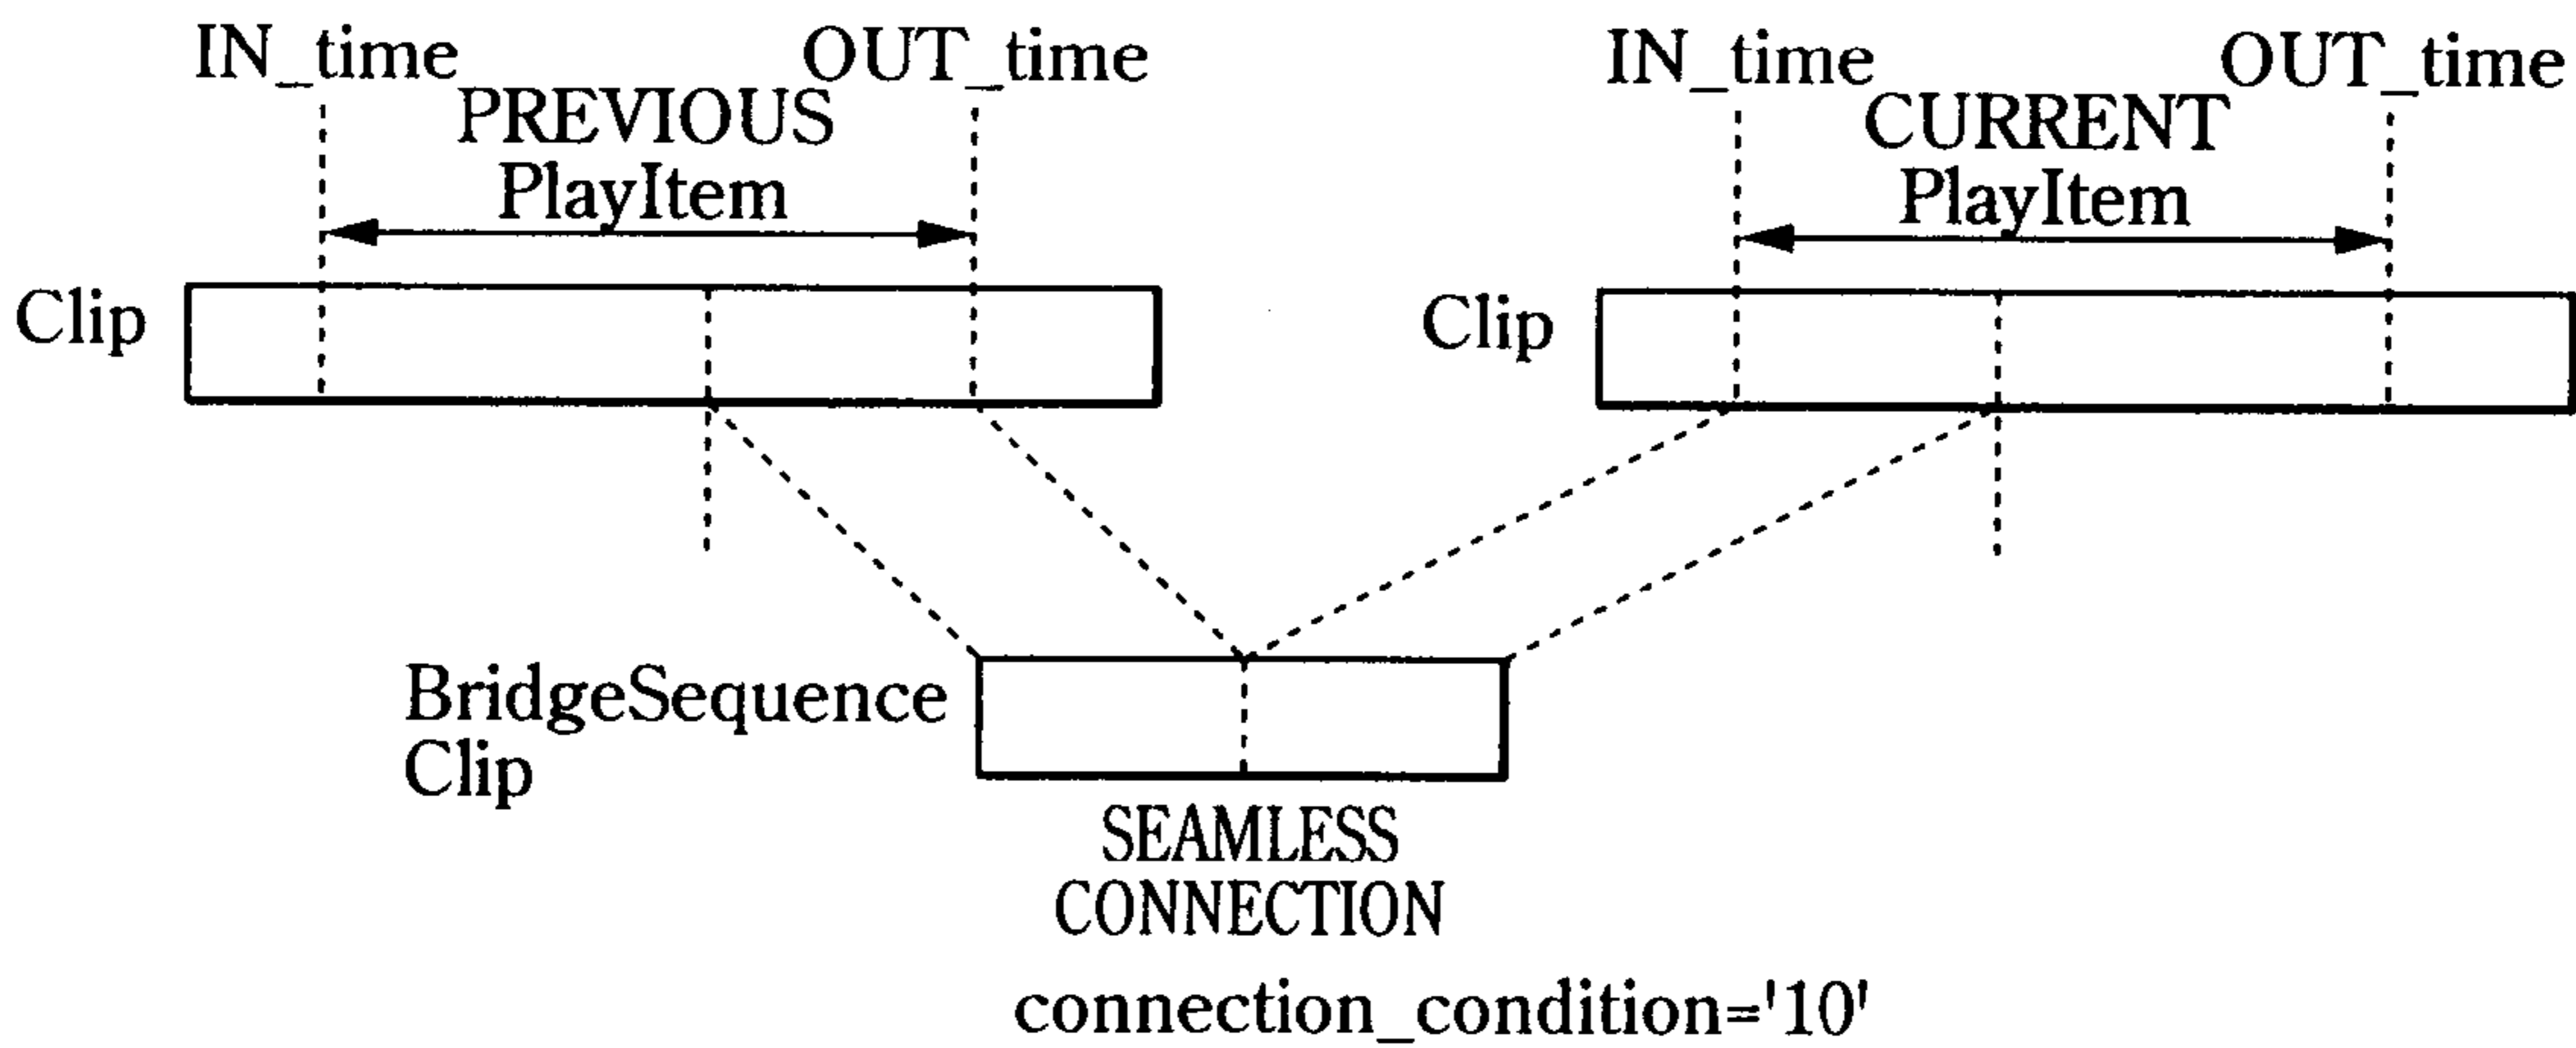 IN_time
OUT_time
PREVIOUS
PlayItem
Clip
IN_time
OUT_time
CURRENT
PlayItem
Clip
BridgeSequence
Clip
SEAMLESS
CONNECTION
connection_condition='10'